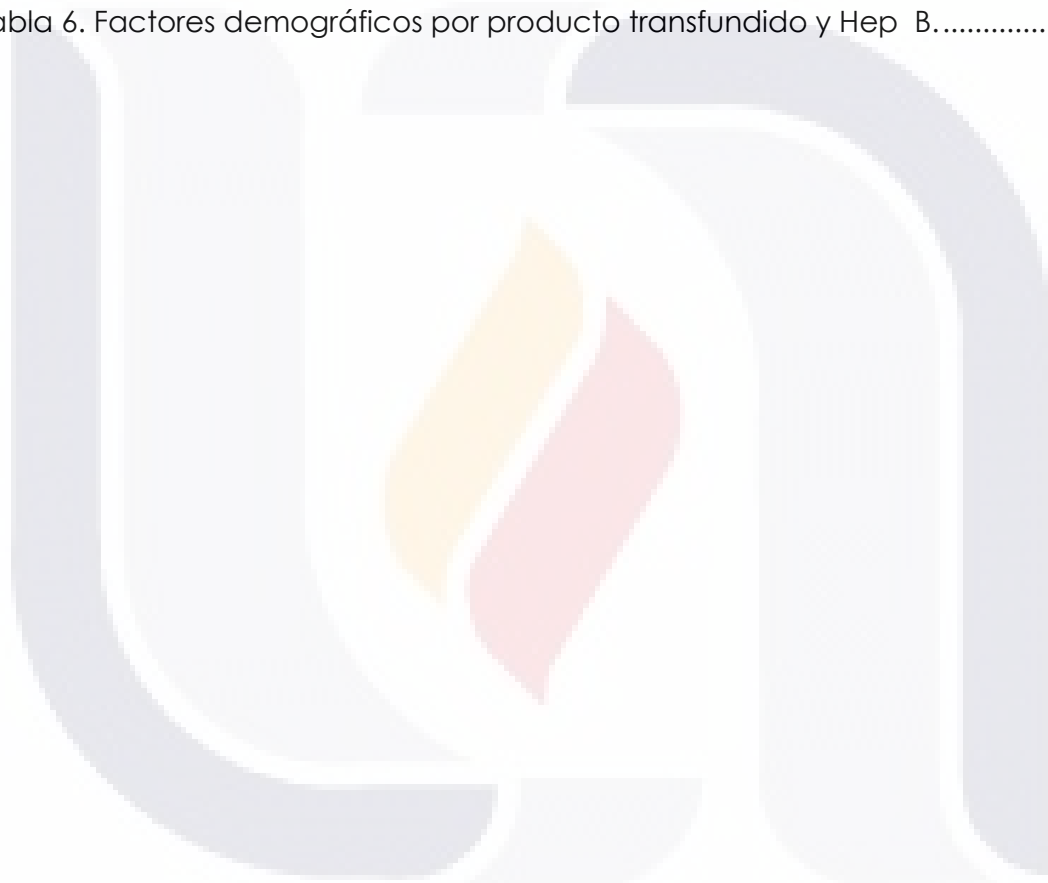 abla 6. Factores demográficos por producto transfundido y Hep B..............